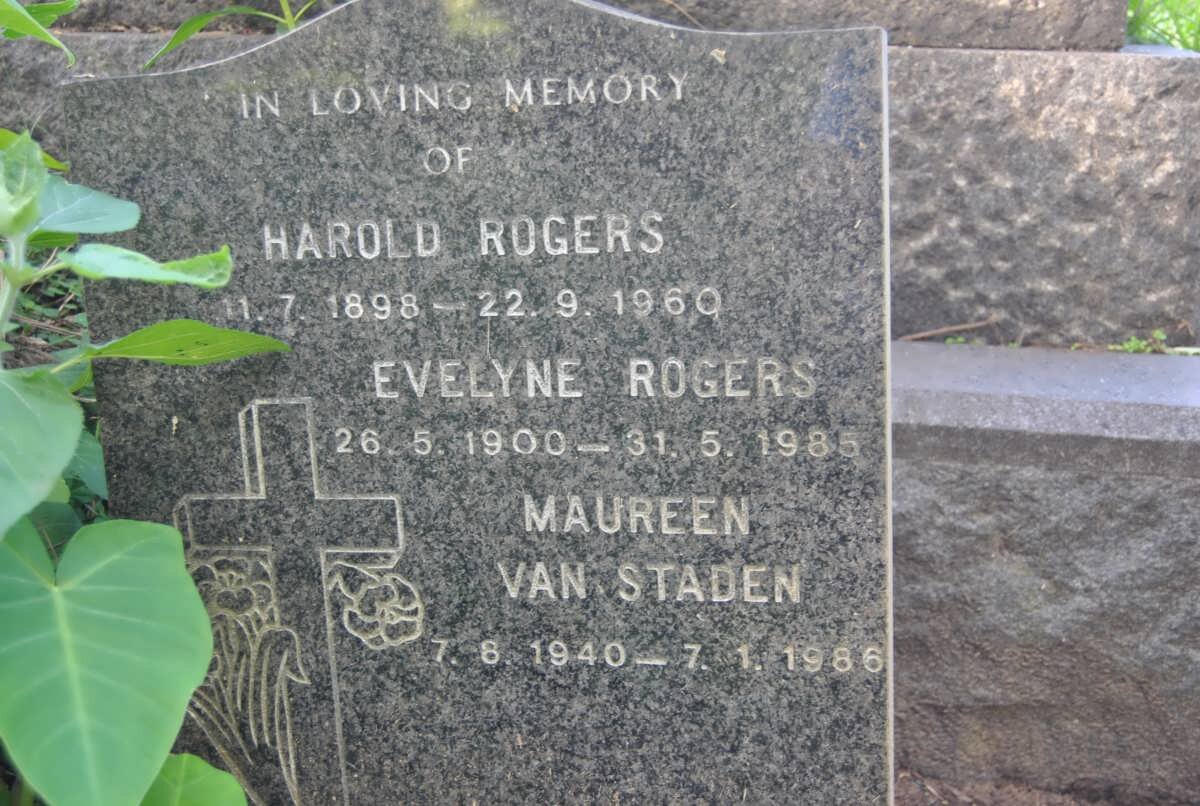 IN LOVING MEMORY
OF
HAROLD ROGERS
11. 7. 1898 — 22. 9. 1960
EVELYNE ROGERS
26. 5. 1900 — 31. 5. 1985
MAUREEN
VAN STADEN
7. 8. 1940 — 7. 1. 1986